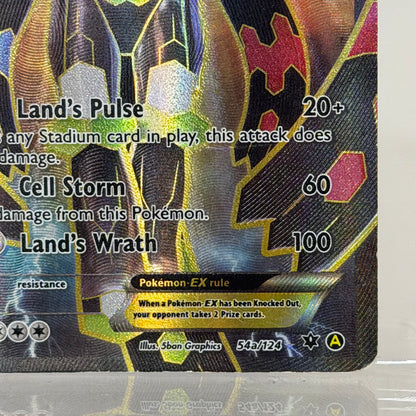 Land's Pulse 20+
any Stadium card in play, this attack does
damage.
Cell Storm 60
damage from this Pokémon.
Land's Wrath 100
resistance
Pokémon-EX rule
When a Pokémon-EX has been Knocked Out,
your opponent takes 2 Prize cards.
Illus. 5ban Graphics 54a/124 A